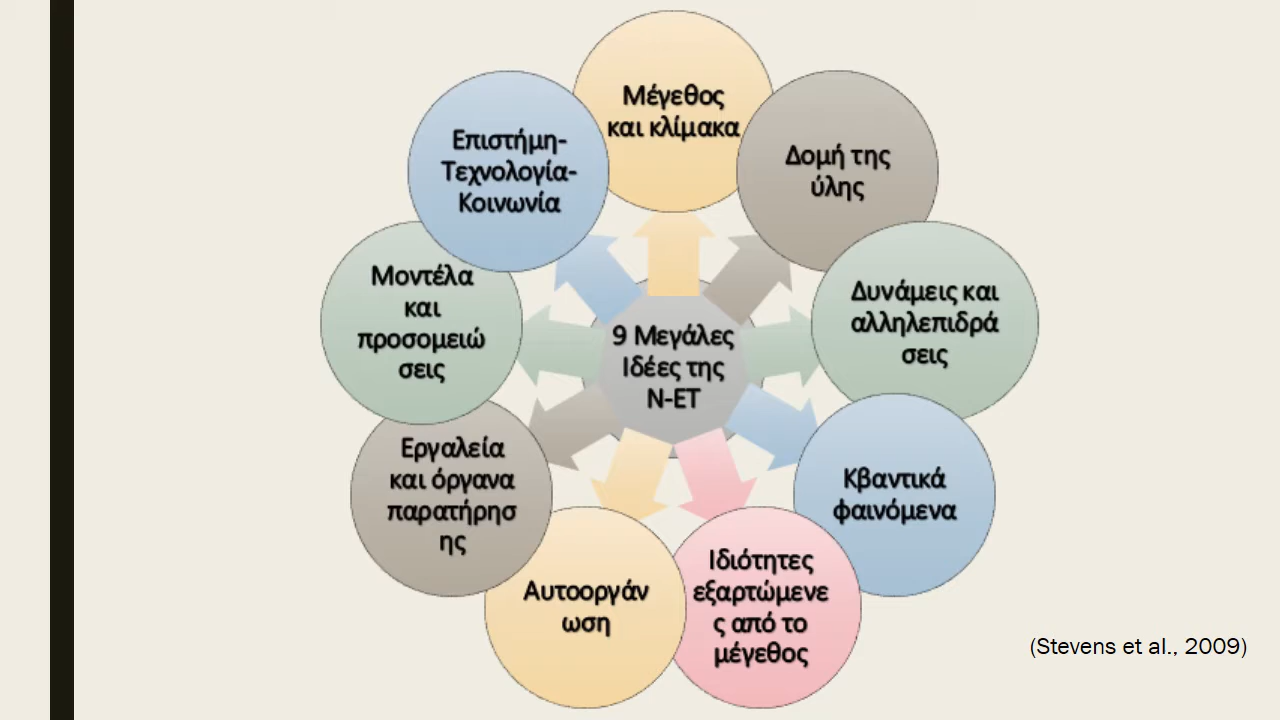 Μέγεθος
και κλίμακα
Δομή της
ύλης
Δυνάμεις και
αλληλεπιδρά
σεις
Κβαντικά
φαινόμενα
Ιδιότητες
εξαρτώμενε
ς από το
μέγεθος
Αυτοοργάν
ωση
Εργαλεία
και όργανα
παρατήρησ
ης
Μοντέλα
και
προσομειώ
σεις
Επιστήμη-
Τεχνολογία-
Κοινωνία
9 Μεγάλες
Ιδέες της
Ν-ΕΤ
(Stevens et al., 2009)